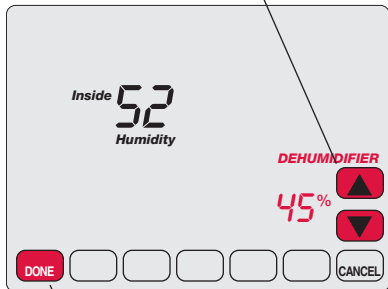 Inside 52
Humidity
DEHUMIDIFIER
45%
DONE
CANCEL